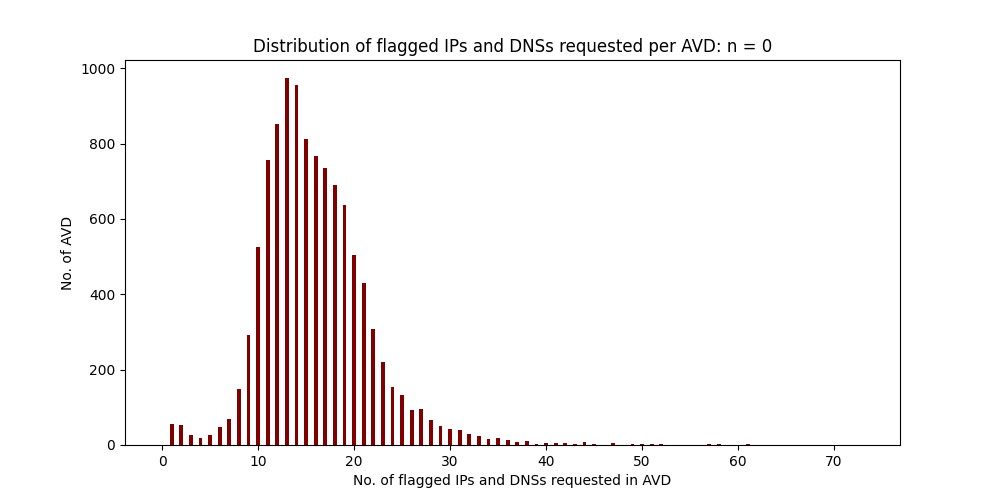 Distribution of flagged IPs and DNSs requested per AVD: n = 0
1000
800
600
400
200
0
No. of AVD
0 10 20 30 40 50 60 70
No. of flagged IPs and DNSs requested in AVD